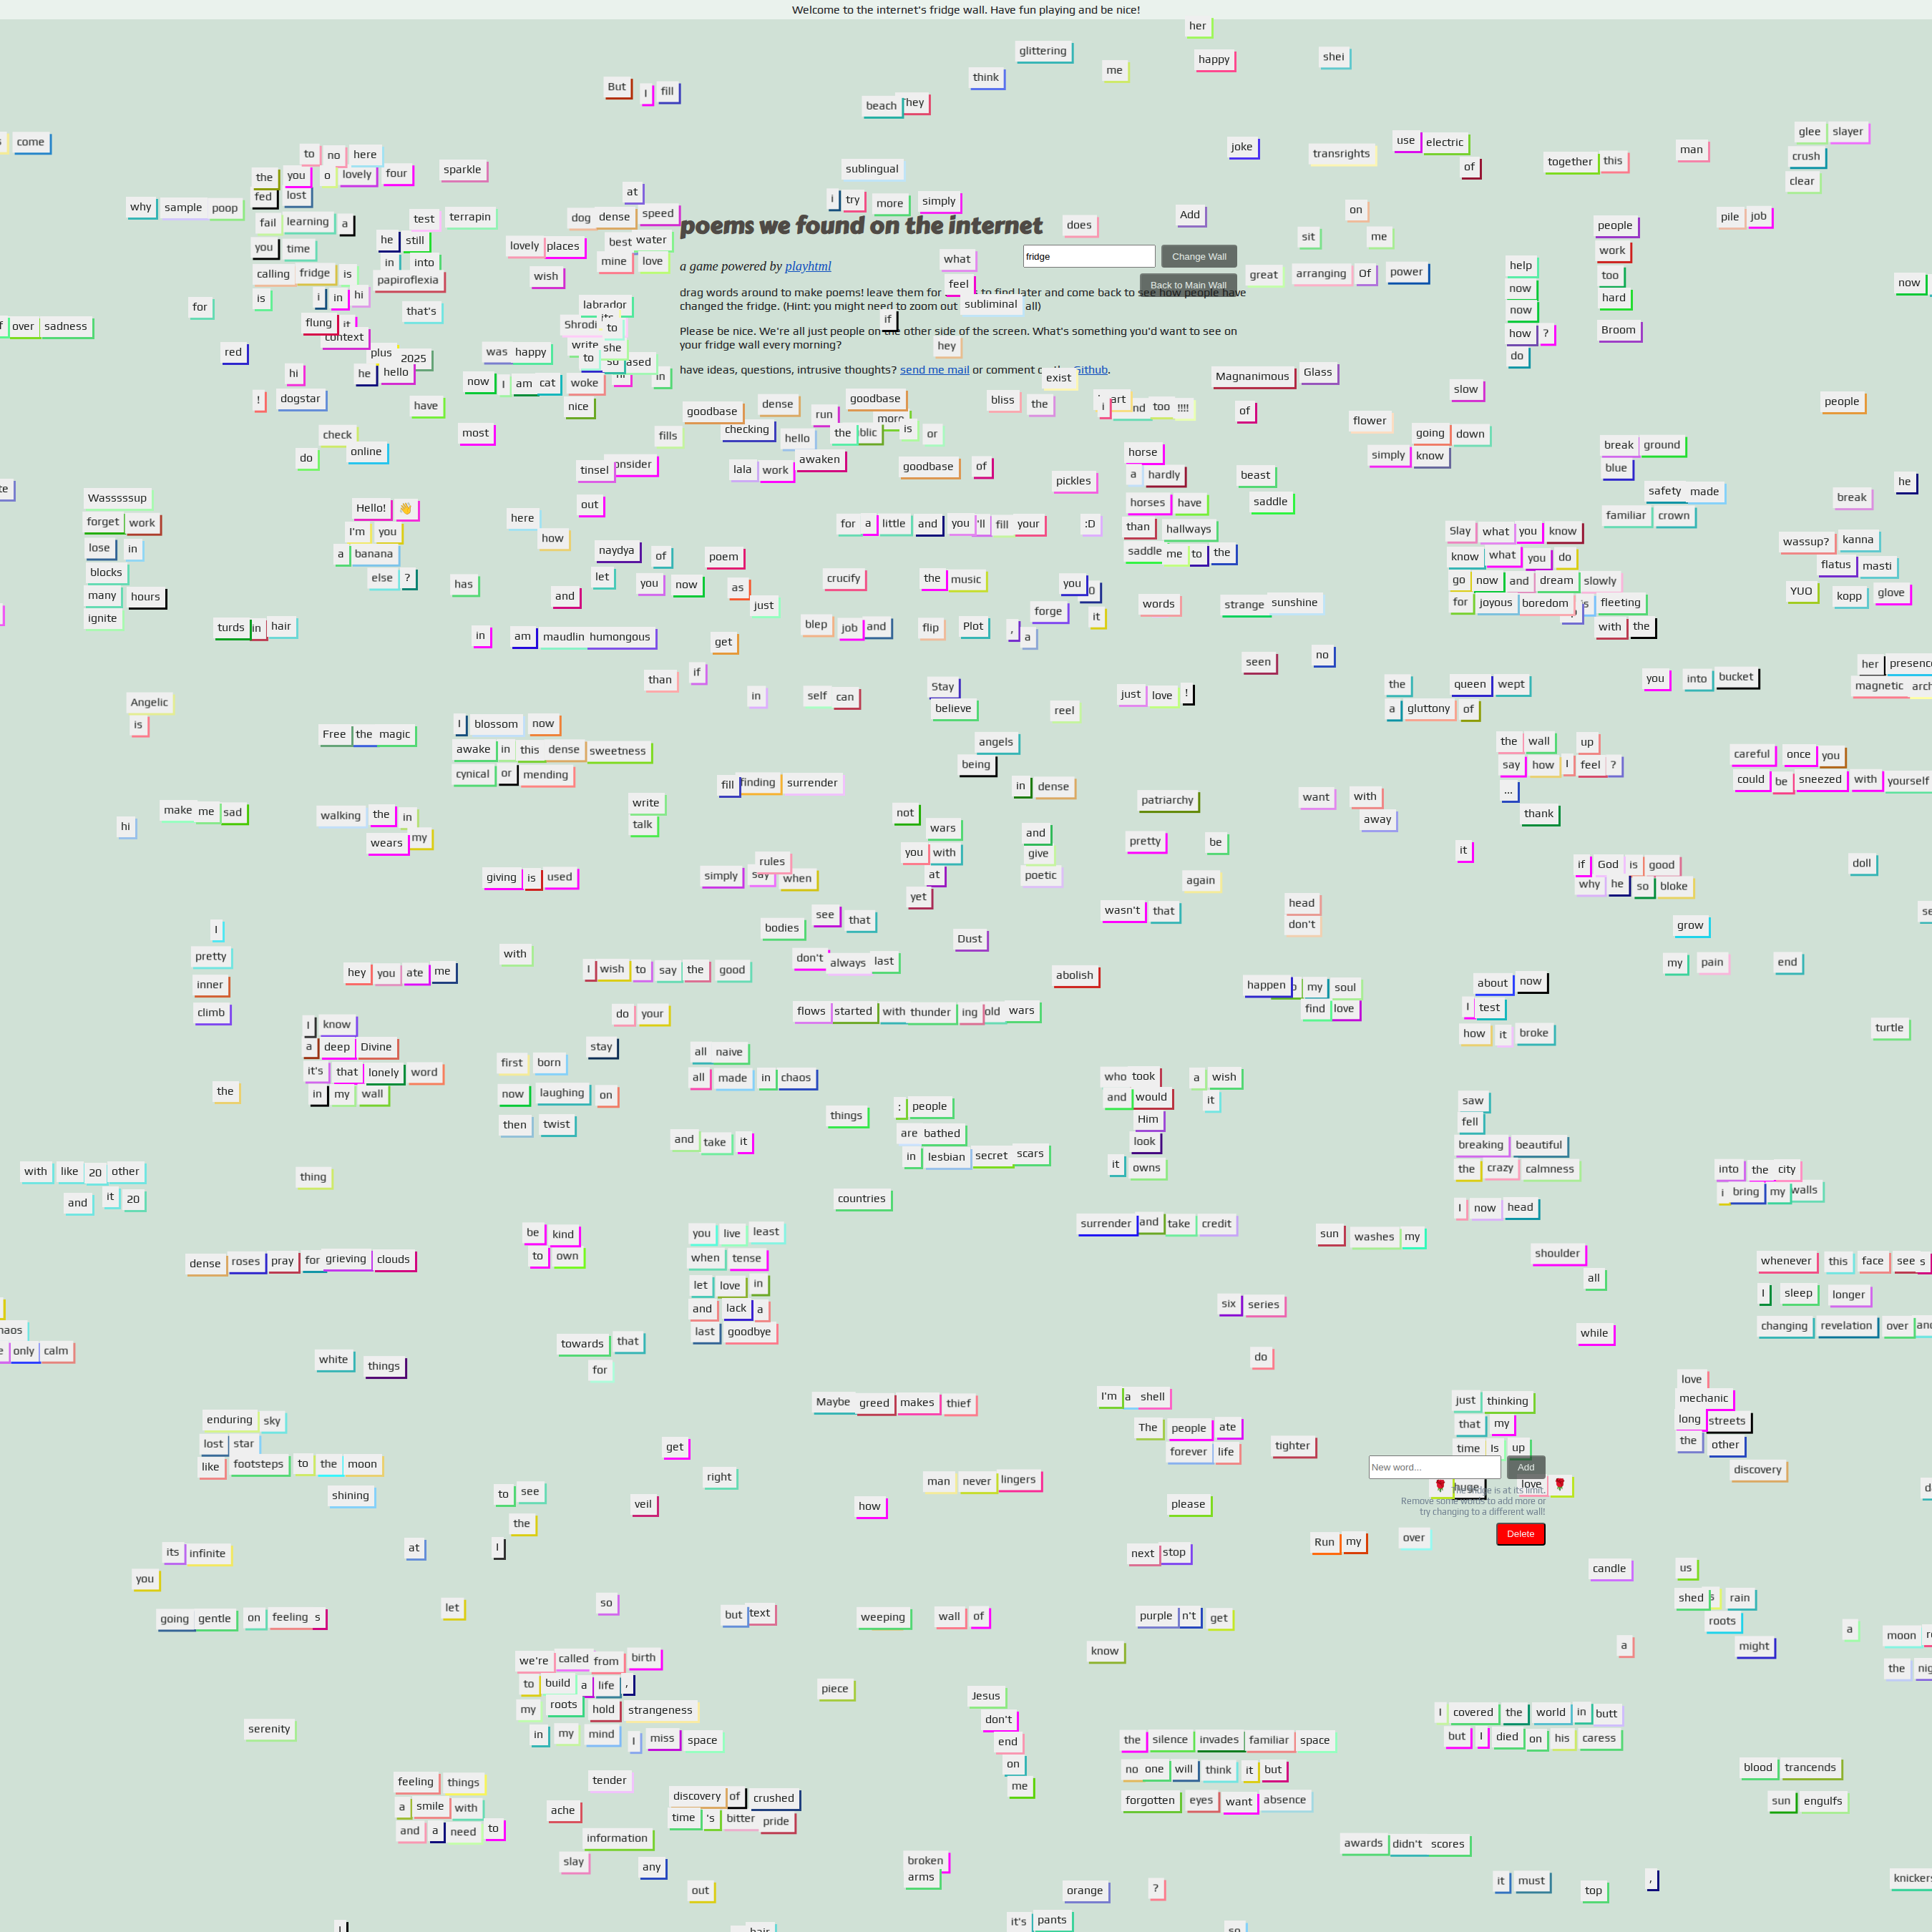 Welcome to the internet's fridge wall. Have fun playing and be nice!
her
glittering
happy
shei
think
me
But I fill
beach hey
come
joke
transrights
use electric
of
together this
man
glee slayer
crush
clear
to no here
the you o lovely four
fed lost
sparkle
sublingual
why sample poop
fail learning a
test terrapin
at
dog dense speed
i try more simply
poems we found on the internet
does
Add
on
sit
me
people
work
too
hard
Broom
pile job
you time
he still
in into
lovely places
best water
mine love
calling fridge is
papiroflexia
wish
a game powered by playhtml
what
feel
fridge
Change Wall
Back to Main Wall
great arranging Of power
help
now
now
how ?
do
now
is
i in hi
for
that's
labrador
drag words around to make poems! leave them for to find later and come back to see how people have
changed the fridge. (Hint: you might need to zoom out all)
subliminal
if
over sadness
flung it
context
Shrodi
to
write she
Please be nice. We're all just people on the other side of the screen. What's something you'd want to see on
your fridge wall every morning?
hey
red
plus 2025
was happy
to so
have ideas, questions, intrusive thoughts? send me mail or comment on the Github.
hi
he hello
now I am cat woke
in
exist
Magnanimous Glass
slow
! dogstar
have
nice
goodbase
dense
goodbase
run
more
bliss the
i
too !!!!
of
flower
people
check
do online
most
fills
checking
hello
the
is or
going down
simply know
break ground
blue
tinsel
lala work awaken
goodbase of
pickles
horse
a hardly
beast
horses have
saddle
than hallways
saddle me to the
safety made
familiar crown
break
he
Wasssssup
forget work
lose in
blocks
many hours
ignite
Hello! 👋
I'm you
a banana
else ?
here
how
out
for a little and you 'll fill your :D
Slay what you know
know what you do
go now and dream slowly
for joyous boredom 's fleeting
with the
wassup? kanna
flatus masti
YUO kopp glove
naydya of
poem
has
let
you now
as
just
crucify
the music
you
forge
it
words
strange sunshine
and
turds in hair
in
am maudlin humongous
get
blep job and
flip Plot , a
seen
no
than if
in
self can
Stay
believe
reel
just love !
the queen wept
a gluttony of
you into bucket
her presence
magnetic
Angelic
is
Free the magic
I blossom now
awake in this dense sweetness
cynical or mending
angels
being
in dense
the wall up
say how I feel ?
...
thank
careful once you
could be sneezed with yourself
fill finding surrender
patriarchy
want with
away
make me sad
hi
walking the in
wears my
write
talk
not
wars
you with
at
yet
and
give
poetic
pretty
be
again
it
if God is good
why he so bloke
doll
giving is used
rules
simply say when
wasn't that
head
don't
grow
I
pretty
inner
climb
bodies
see that
Dust
with
hey you ate me
I wish to say the good
don't always last
abolish
happen
my soul
find love
about now
I test
how it broke
my pain
end
flows started with thunder ing old wars
do your
stay
turtle
I know
a deep Divine
it's that lonely word
in my wall
the
first born
now laughing on
then twist
all naive
all made in chaos
who took
and would
Him
look
it owns
a wish
it
things
: people
are bathed
in lesbian secret scars
and take it
saw
fell
breaking beautiful
the crazy calmness
I now head
with like 20 other
and it 20
thing
countries
into the city
i bring my walls
surrender and take credit
sun washes my
be kind
to own
you live least
when tense
let love in
and lack a
last goodbye
dense roses pray for grieving clouds
shoulder
all
whenever this face see s
I sleep longer
changing revelation over and
six series
only calm
towards that
for
while
white things
do
Maybe greed makes thief
I'm a shell
The people ate
forever life
tighter
just thinking
that my
time Is up
love
mechanic
long streets
the other
discovery
enduring sky
lost star
like footsteps to the moon
shining
get
right
man never lingers
New word...
Add
🌹 huge love 🌹
fridge is at its limit.
Remove some words to add more or
try changing to a different wall!
Delete
to see
the
I
veil
how
please
Run my
over
its infinite
you
at
next stop
candle
us
shed
rain
roots
might
going gentle on feeling s
let
so
but text
weeping
wall of
purple n't get
a
a
moon
the
know
we're called from birth
to build a life ,
my roots hold strangeness
in my mind I miss space
piece
Jesus
don't
end
on
me
serenity
I covered the world in butt
but I died on his caress
the silence invades familiar space
no one will think it but
forgotten eyes want absence
blood trancends
sun engulfs
feeling things
a smile with
and a need to
tender
ache
discovery of crushed
time 's bitter pride
information
slay
any
awards didn't scores
broken
arms
out
orange
?
it must
top
,
it's pants